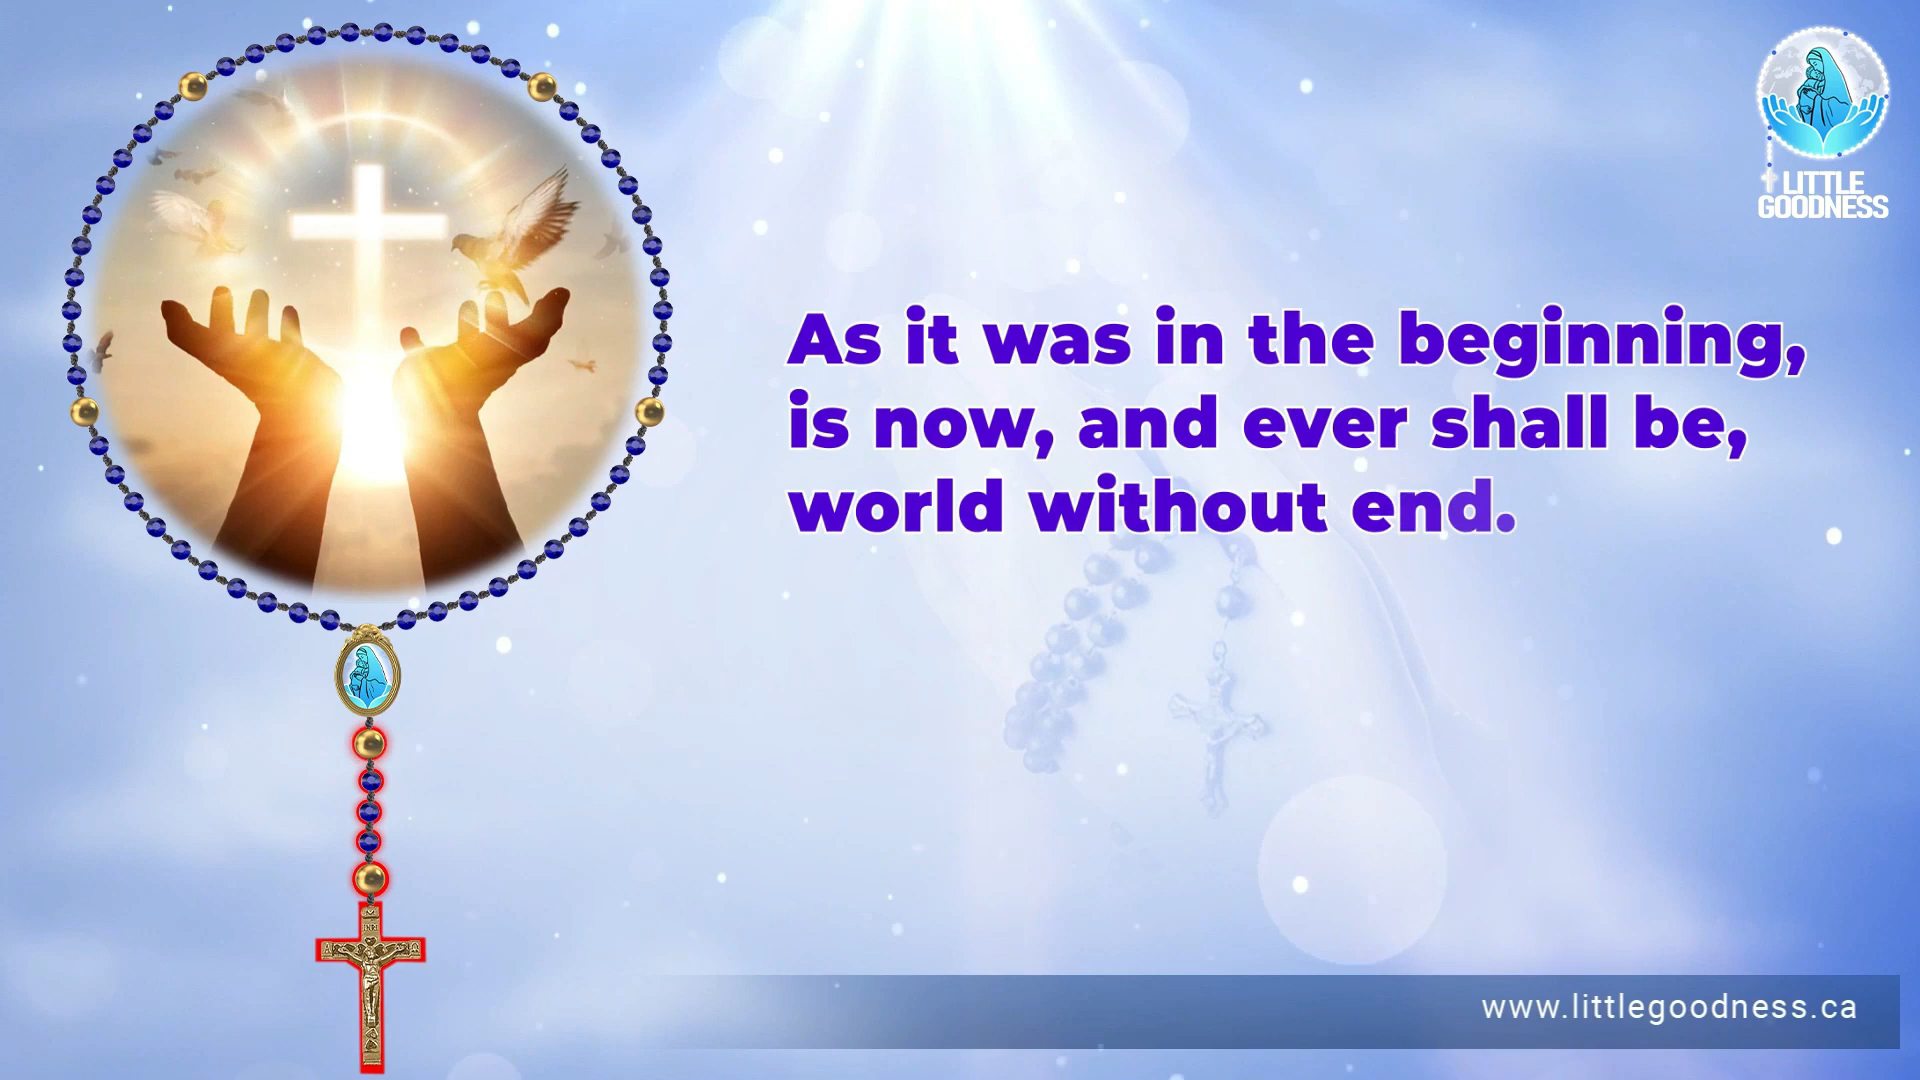 LITTLE
GOODNESS
As it was in the beginning,
is now, and ever shall be,
world without end.
INRI
A Ω
www.littlegoodness.ca